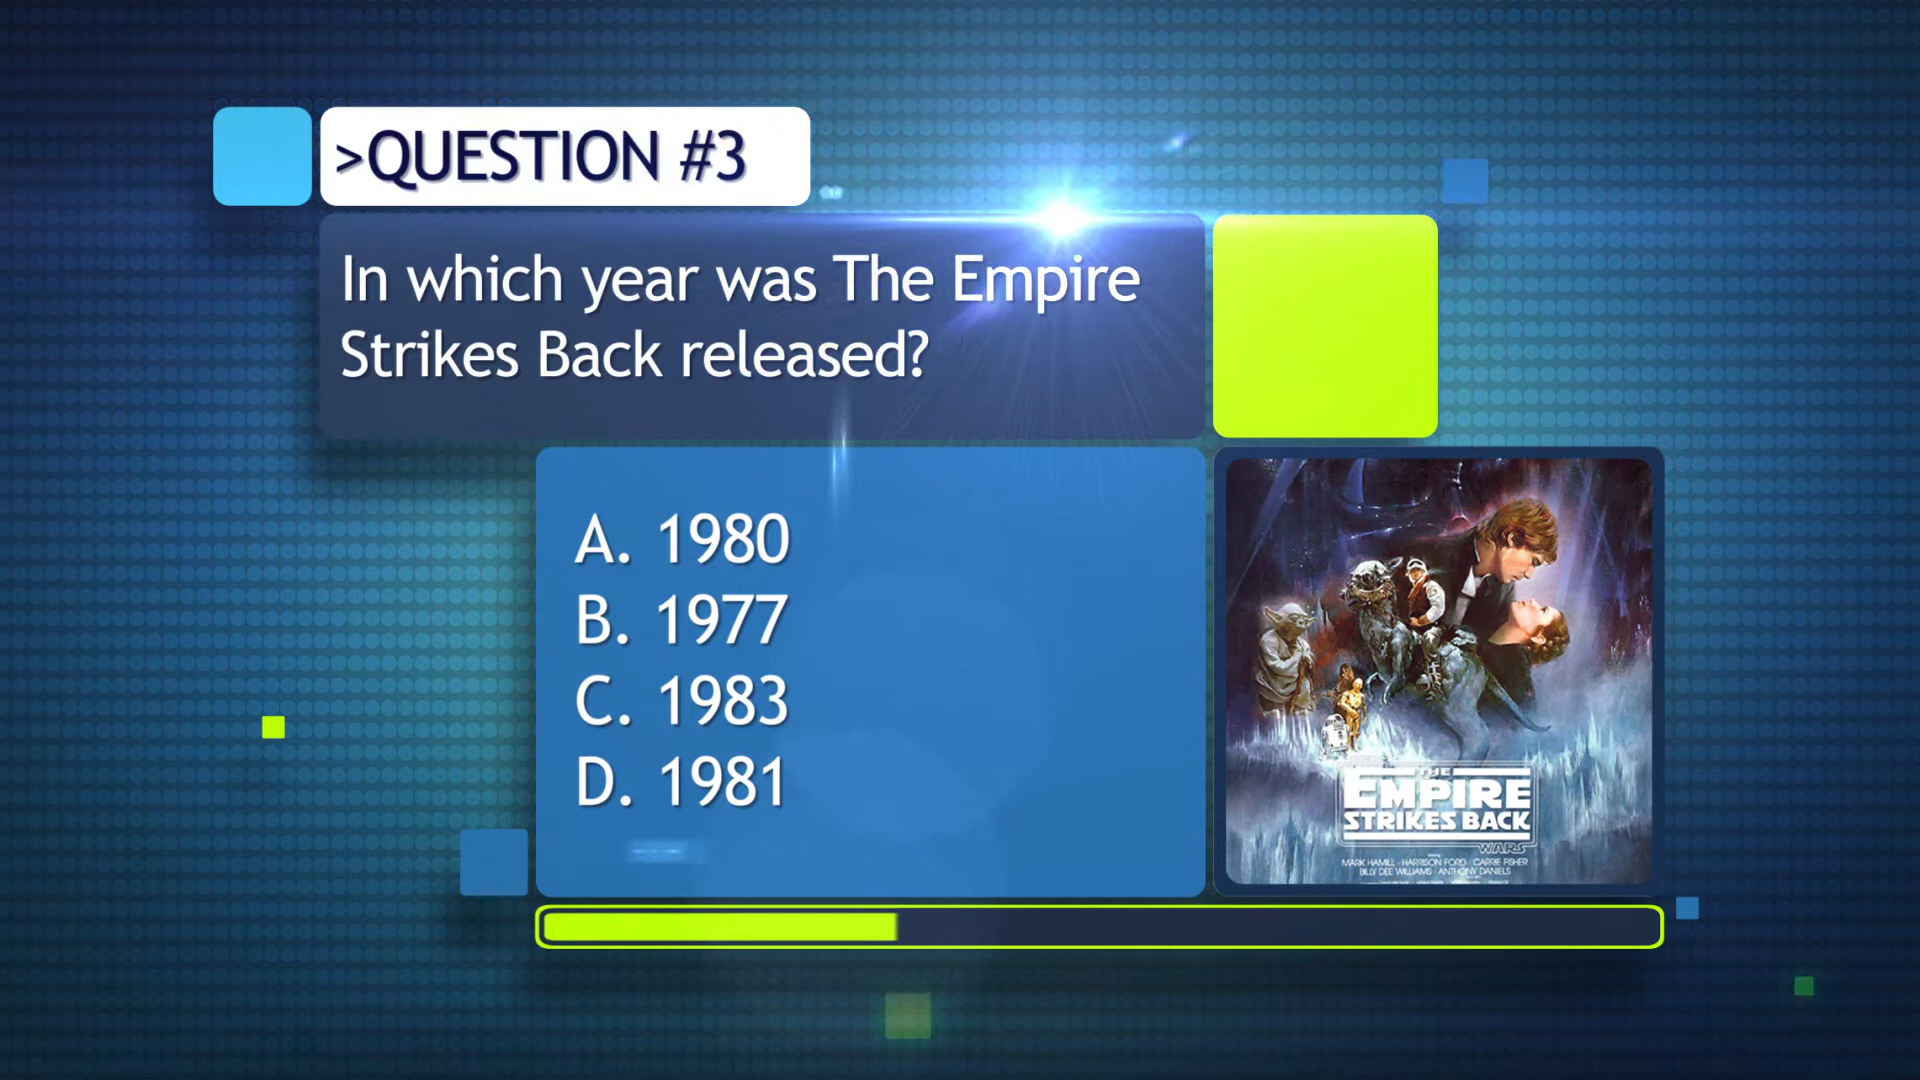 >QUESTION #3
In which year was The Empire
Strikes Back released?
A. 1980
B. 1977
C. 1983
D. 1981
THE
EMPIRE
STRIKES BACK
WARS
MARK HAMILL · HARRISON FORD · CARRIE FISHER
BILLY DEE WILLIAMS · ANTHONY DANIELS